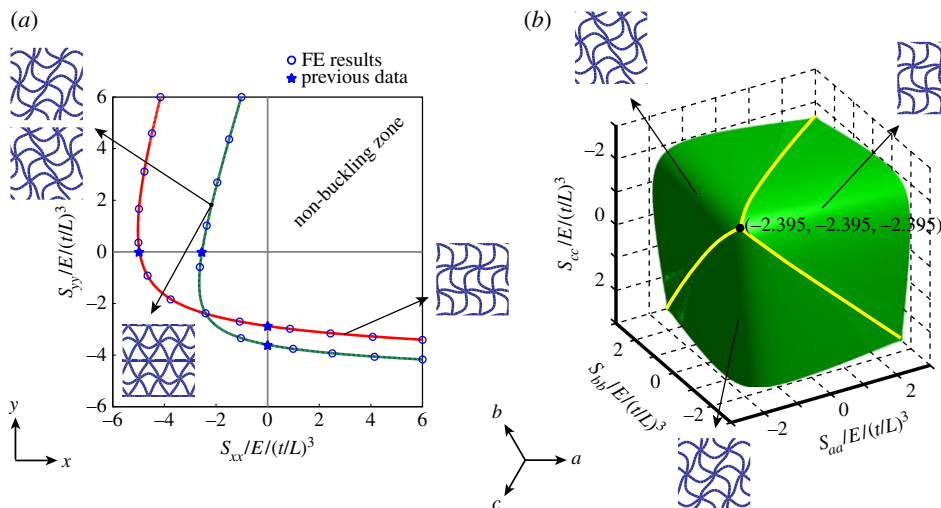 (a)
FE results
previous data
6
4
2
0
−2
−4
−6
−6
−4
−2
0
2
4
6
S_yy/E/(t/L)^3
S_xx/E/(t/L)^3
non-buckling zone
y
x
(b)
−2
0
2
S_cc/E/(t/L)^3
(−2.395, −2.395, −2.395)
2
0
−2
S_bb/E/(t/L)^3
−2
0
2
S_aa/E/(t/L)^3
b
a
c